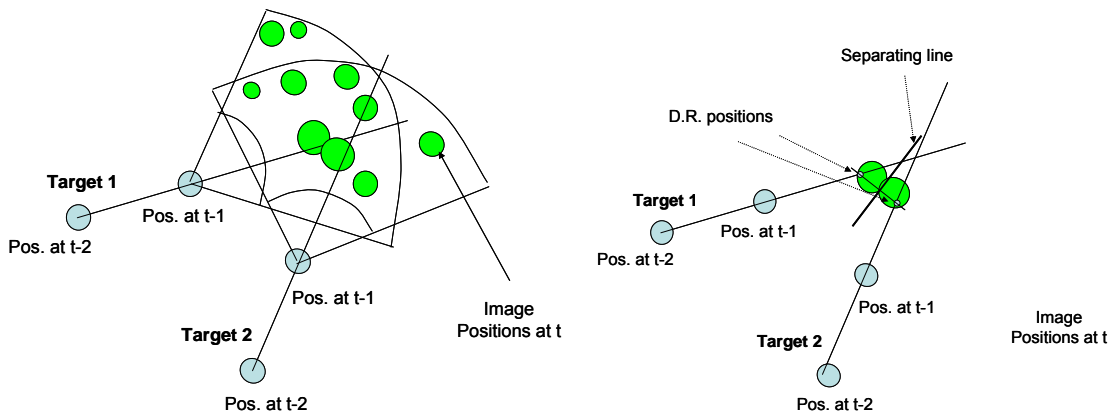 Target 1
Pos. at t-1
Pos. at t-2
Pos. at t-1
Target 2
Pos. at t-2
Image
Positions at t
Separating line
D.R. positions
Target 1
Pos. at t-1
Pos. at t-2
Pos. at t-1
Target 2
Pos. at t-2
Image
Positions at t